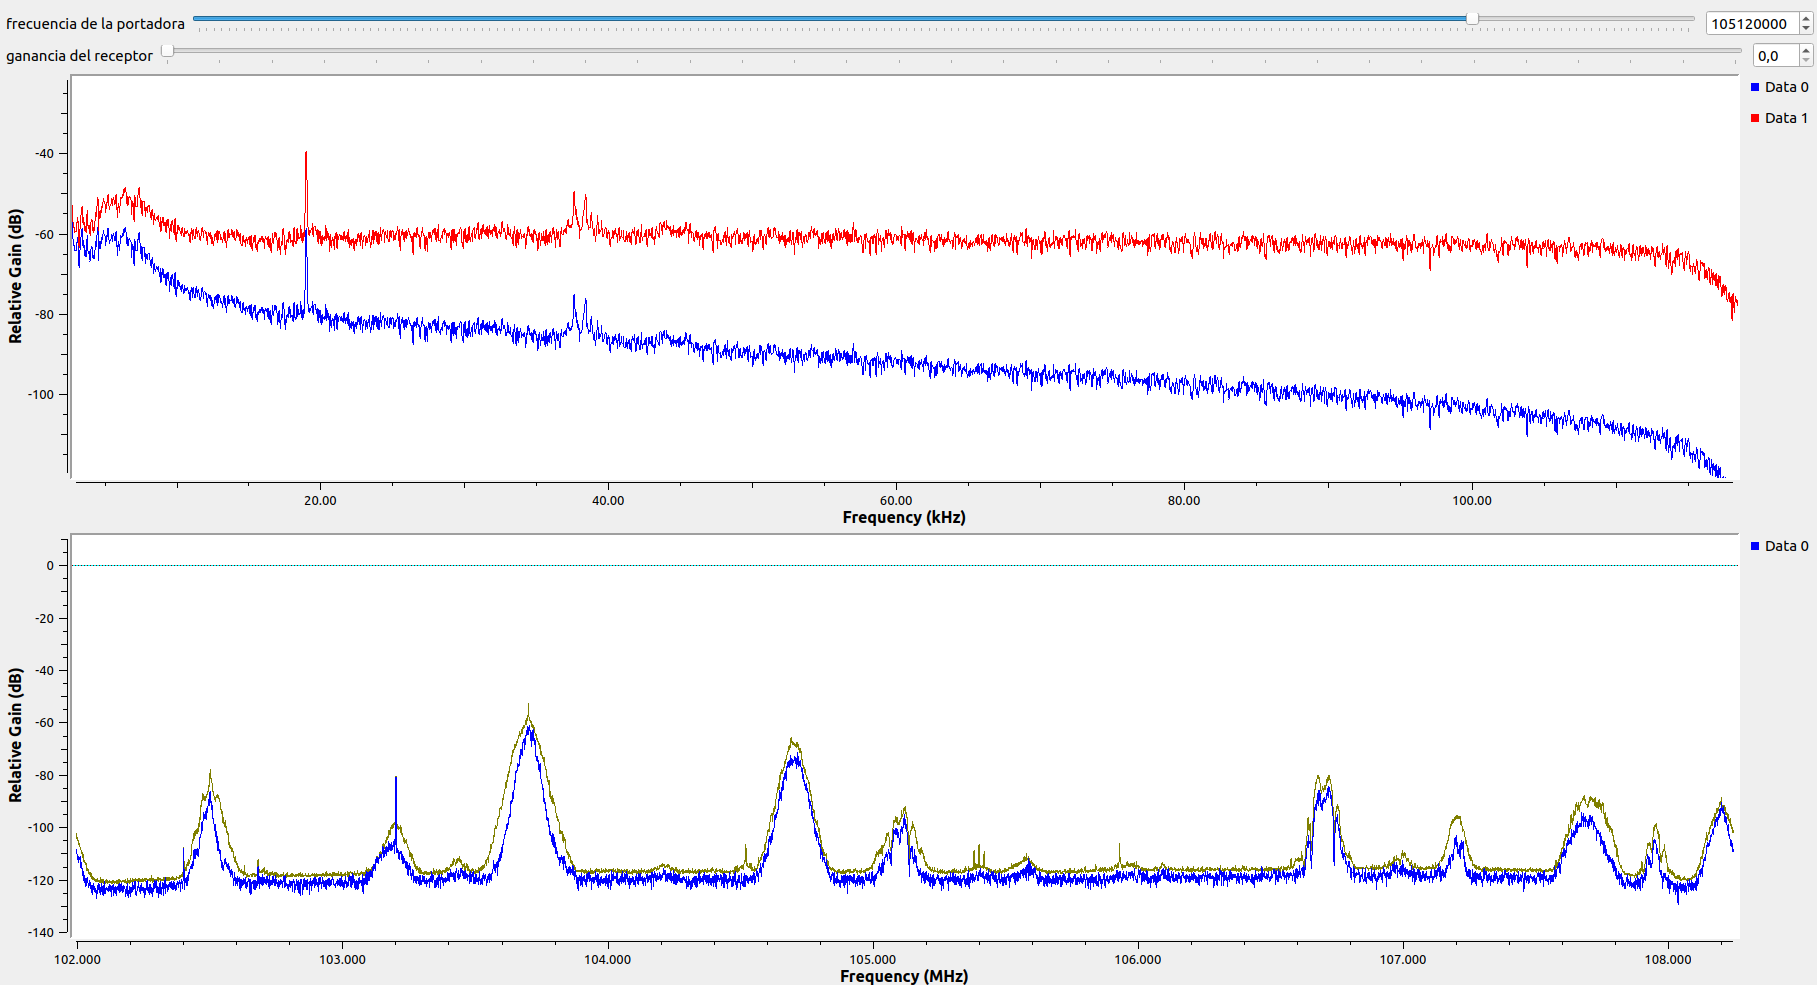 frecuencia de la portadora 105120000
ganancia del receptor 0,0
Data 0
Data 1
Relative Gain (dB)
-40
-60
-80
-100
20.00 40.00 60.00 80.00 100.00
Frequency (kHz)
Data 0
Relative Gain (dB)
0
-20
-40
-60
-80
-100
-120
-140
102.000 103.000 104.000 105.000 106.000 107.000 108.000
Frequency (MHz)